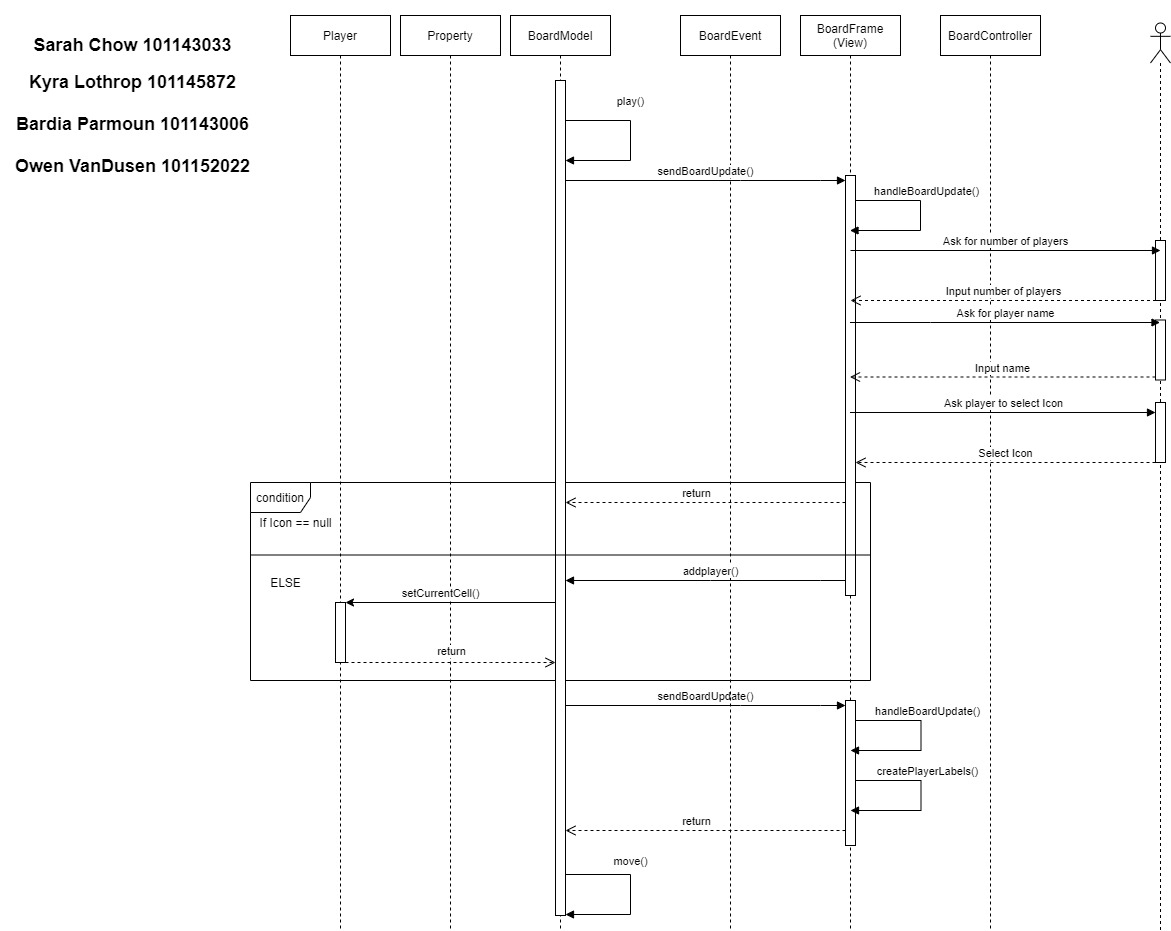 Sarah Chow 101143033
Kyra Lothrop 101145872
Bardia Parmoun 101143006
Owen VanDusen 101152022
Player
Property
BoardModel
BoardEvent
BoardFrame
(View)
BoardController
play()
sendBoardUpdate()
handleBoardUpdate()
Ask for number of players
Input number of players
Ask for player name
Input name
Ask player to select Icon
Select Icon
condition
return
If Icon == null
addplayer()
ELSE
setCurrentCell()
return
sendBoardUpdate()
handleBoardUpdate()
createPlayerLabels()
return
move()